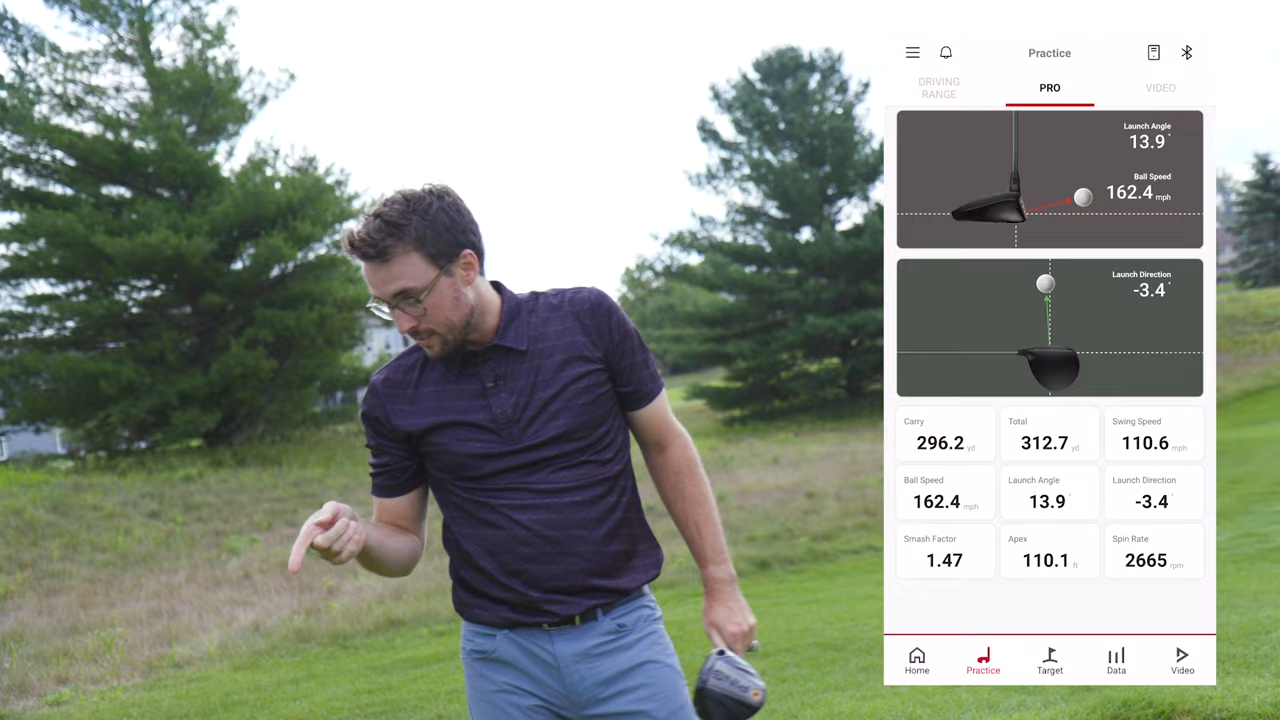 Practice
DRIVING RANGE
PRO
VIDEO
Launch Angle
13.9°
Ball Speed
162.4 mph
Launch Direction
-3.4°
Carry
296.2 yd
Total
312.7 yd
Swing Speed
110.6 mph
Ball Speed
162.4 mph
Launch Angle
13.9°
Launch Direction
-3.4°
Smash Factor
1.47
Apex
110.1 ft
Spin Rate
2665 rpm
Home
Practice
Target
Data
Video